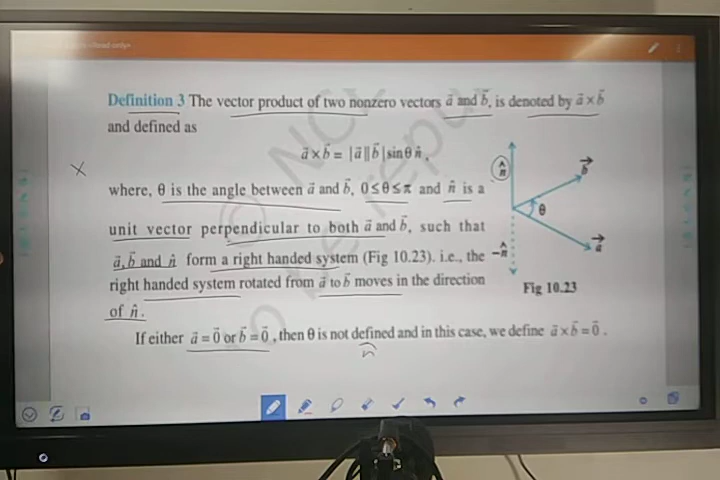 <Read only>
Definition 3 The vector product of two nonzero vectors a⃗ and b⃗, is denoted by a⃗ × b⃗
and defined as
a⃗ × b⃗ = |a⃗||b⃗| sin θ n̂ ,
where, θ is the angle between a⃗ and b⃗, 0 ≤ θ ≤ π and n̂ is a
unit vector perpendicular to both a⃗ and b⃗, such that
a⃗, b⃗ and n̂ form a right handed system (Fig 10.23). i.e., the
right handed system rotated from a⃗ to b⃗ moves in the direction
of n̂.
n̂
b⃗
θ
a⃗
−n̂
Fig 10.23
If either a⃗ = 0⃗ or b⃗ = 0⃗ , then θ is not defined and in this case, we define a⃗ × b⃗ = 0⃗ .